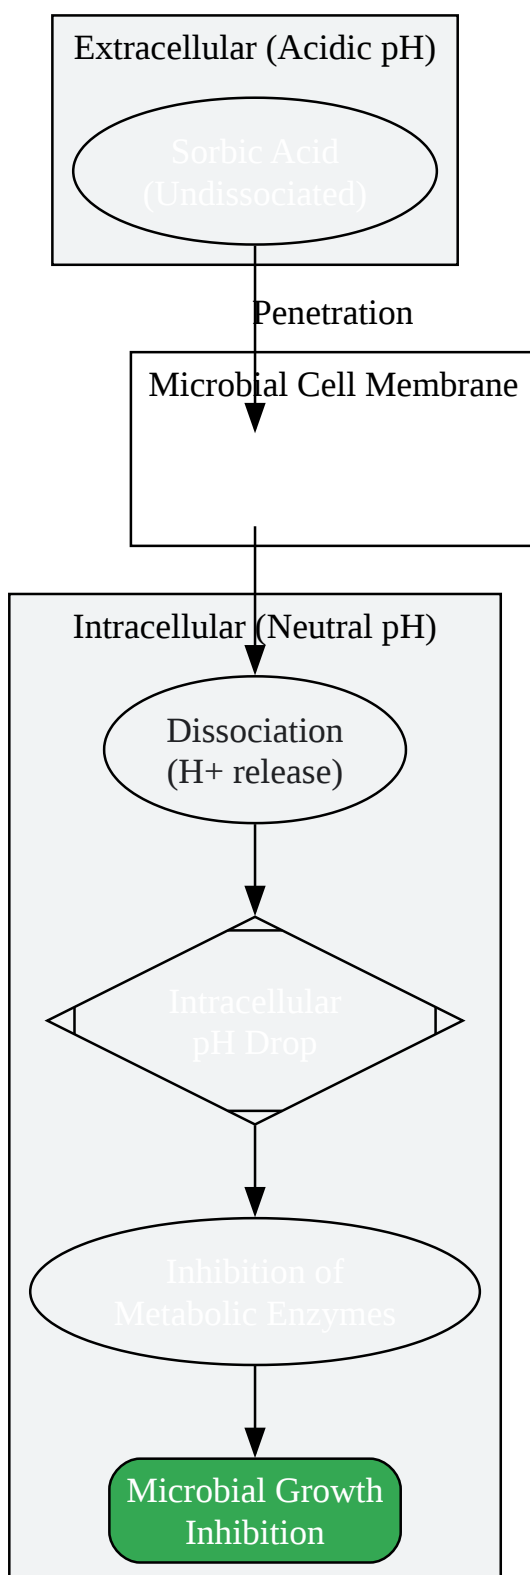 Extracellular (Acidic pH)
Sorbic Acid
(Undissociated)
Penetration
Microbial Cell Membrane
Intracellular (Neutral pH)
Dissociation
(H+ release)
Intracellular
pH Drop
Inhibition of
Metabolic Enzymes
Microbial Growth
Inhibition